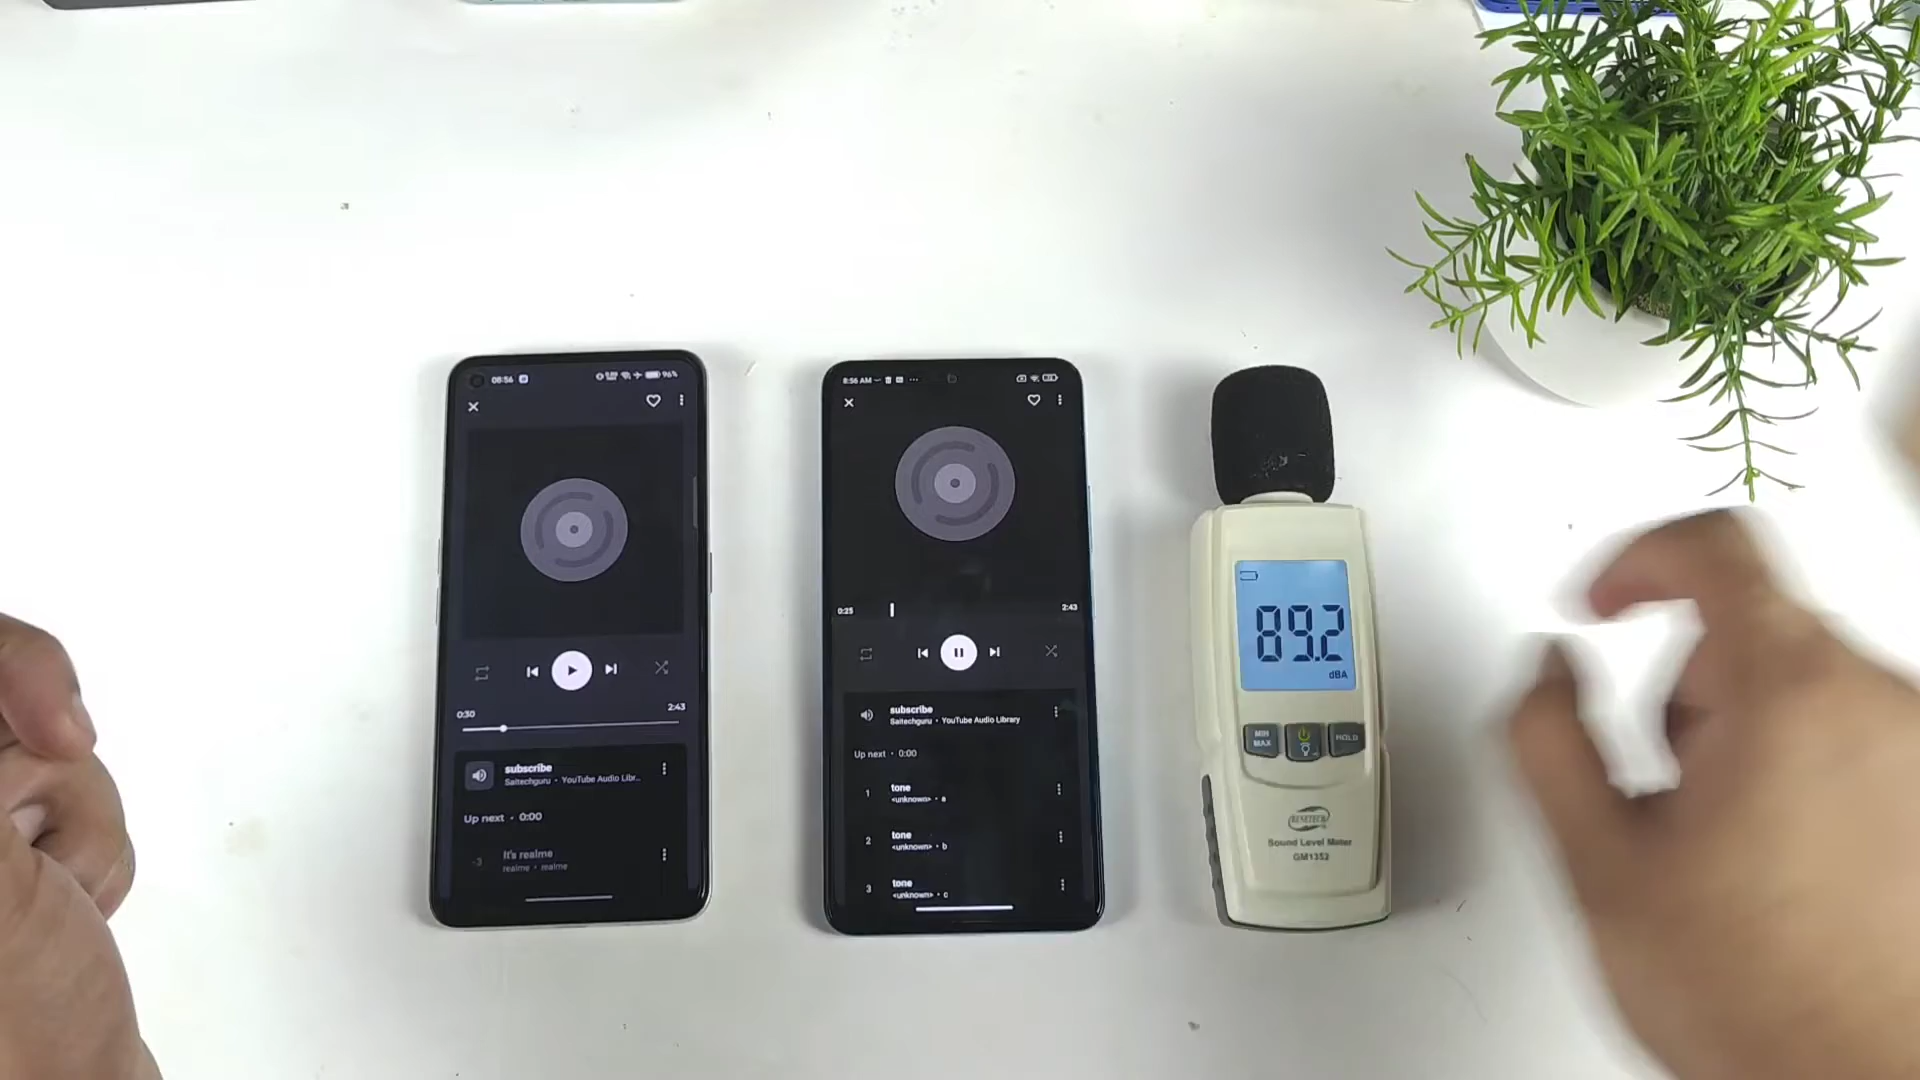 08:56
96%
0:30
2:43
subscribe
Saitechguru • YouTube Audio Libr...
Up next • 0:00
-3
It's realme
realme • realme
8:56 AM
0:25
2:43
subscribe
Saitechguru • YouTube Audio Library
Up next • 0:00
1
tone
<unknown> • a
2
tone
<unknown> • b
3
tone
<unknown> • c
89.2
dBA
MIN
MAX
HOLD
BENETECH
Sound Level Meter
GM1352